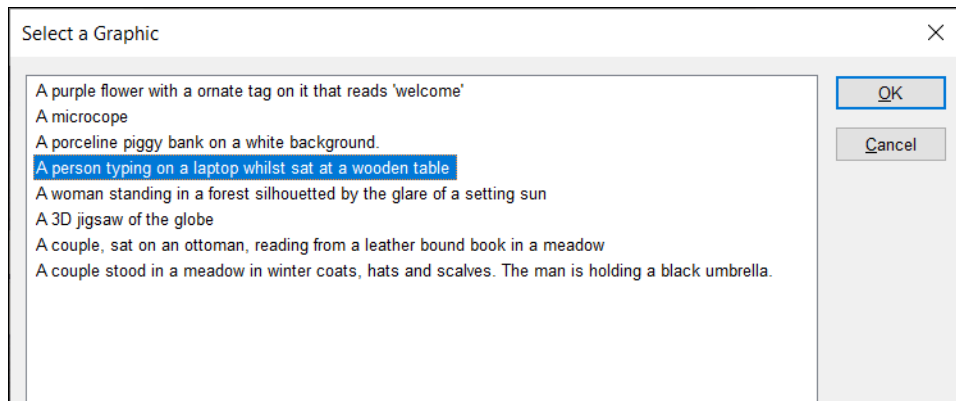 Select a Graphic
A purple flower with a ornate tag on it that reads 'welcome'
OK
A microcope
A porceline piggy bank on a white background.
Cancel
A person typing on a laptop whilst sat at a wooden table
A woman standing in a forest silhouetted by the glare of a setting sun
A 3D jigsaw of the globe
A couple, sat on an ottoman, reading from a leather bound book in a meadow
A couple stood in a meadow in winter coats, hats and scalves. The man is holding a black umbrella.